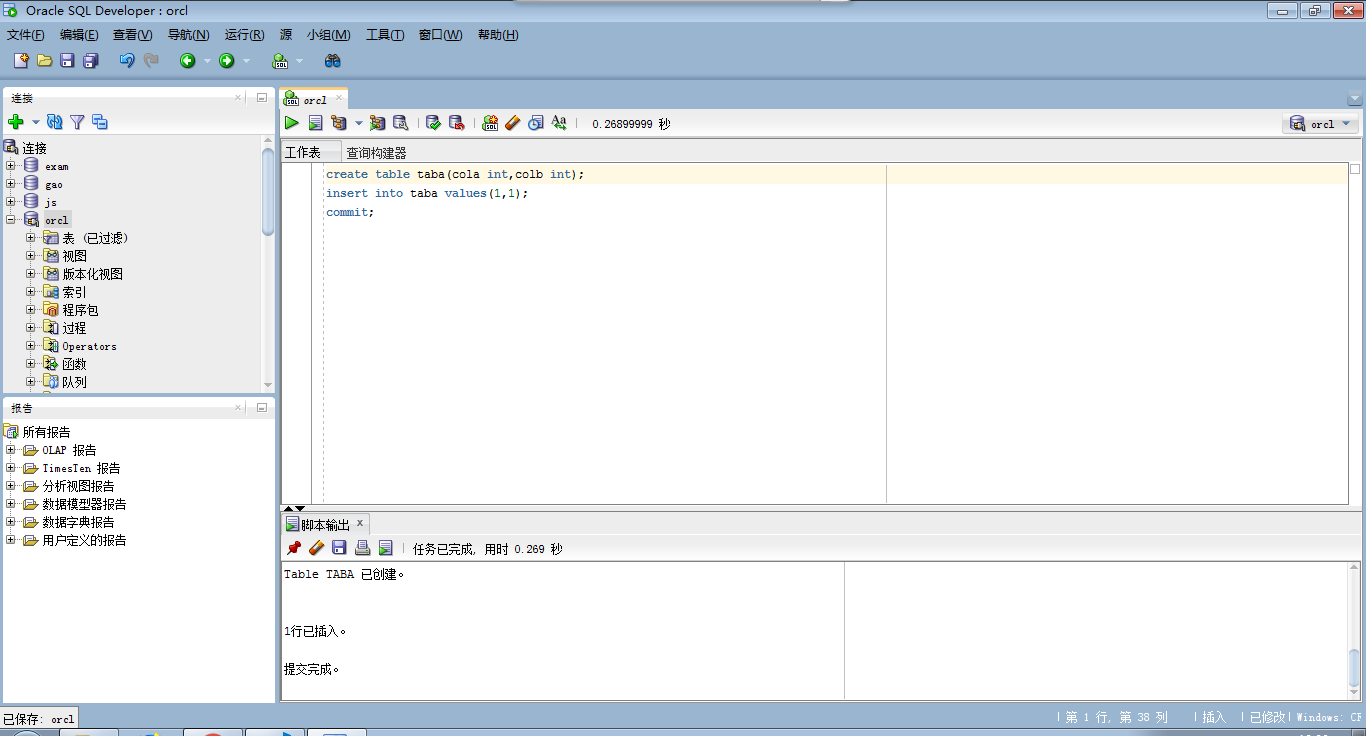 Oracle SQL Developer : orcl
文件(F) 编辑(E) 查看(V) 导航(N) 运行(R) 源 小组(M) 工具(T) 窗口(W) 帮助(H)
连接
连接
exam
gao
js
orcl
表 (已过滤)
视图
版本化视图
索引
程序包
过程
Operators
函数
队列
报告
所有报告
OLAP 报告
TimesTen 报告
分析视图报告
数据模型器报告
数据字典报告
用户定义的报告
orcl
0.26899999 秒
orcl
工作表 查询构建器
create table taba(cola int,colb int);
insert into taba values(1,1);
commit;
脚本输出
任务已完成, 用时 0.269 秒
Table TABA 已创建。
1行已插入。
提交完成。
已保存: orcl
第 1 行, 第 38 列 插入 已修改 Windows: CF